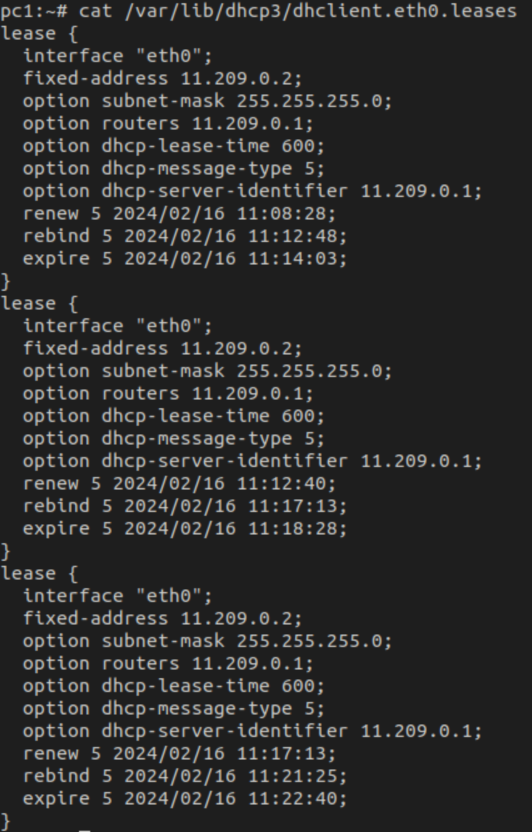 pc1:~# cat /var/lib/dhcp3/dhclient.eth0.leases
lease {
  interface "eth0";
  fixed-address 11.209.0.2;
  option subnet-mask 255.255.255.0;
  option routers 11.209.0.1;
  option dhcp-lease-time 600;
  option dhcp-message-type 5;
  option dhcp-server-identifier 11.209.0.1;
  renew 5 2024/02/16 11:08:28;
  rebind 5 2024/02/16 11:12:48;
  expire 5 2024/02/16 11:14:03;
}
lease {
  interface "eth0";
  fixed-address 11.209.0.2;
  option subnet-mask 255.255.255.0;
  option routers 11.209.0.1;
  option dhcp-lease-time 600;
  option dhcp-message-type 5;
  option dhcp-server-identifier 11.209.0.1;
  renew 5 2024/02/16 11:12:40;
  rebind 5 2024/02/16 11:17:13;
  expire 5 2024/02/16 11:18:28;
}
lease {
  interface "eth0";
  fixed-address 11.209.0.2;
  option subnet-mask 255.255.255.0;
  option routers 11.209.0.1;
  option dhcp-lease-time 600;
  option dhcp-message-type 5;
  option dhcp-server-identifier 11.209.0.1;
  renew 5 2024/02/16 11:17:13;
  rebind 5 2024/02/16 11:21:25;
  expire 5 2024/02/16 11:22:40;
}